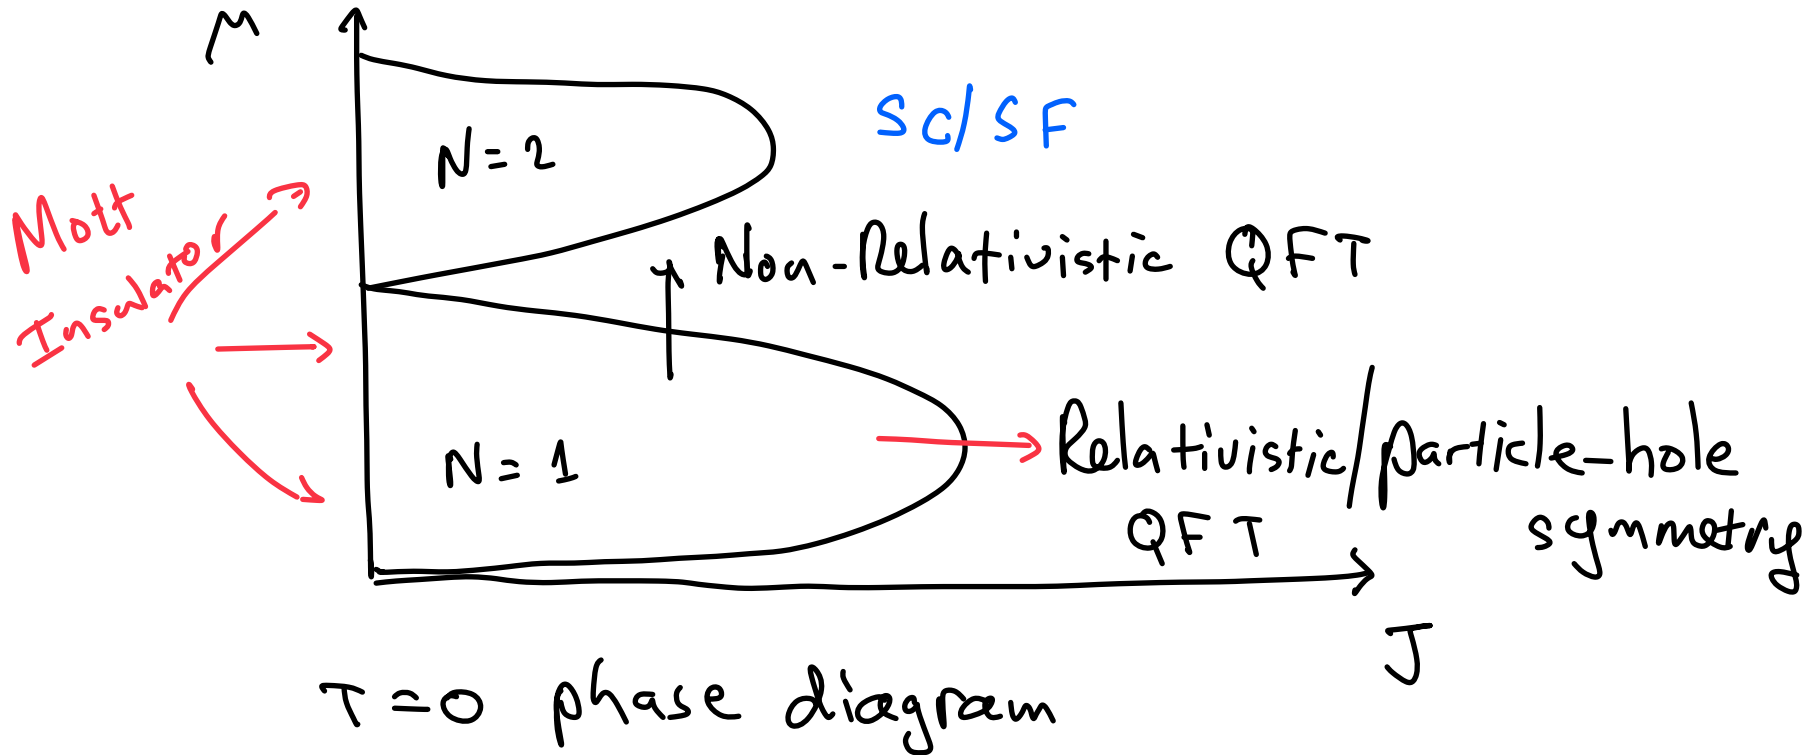 μ
SC/SF
N=2
Mott
Insulator
Non-Relativistic QFT
N=1
Relativistic/particle-hole
QFT symmetry
J
T=0 phase diagram